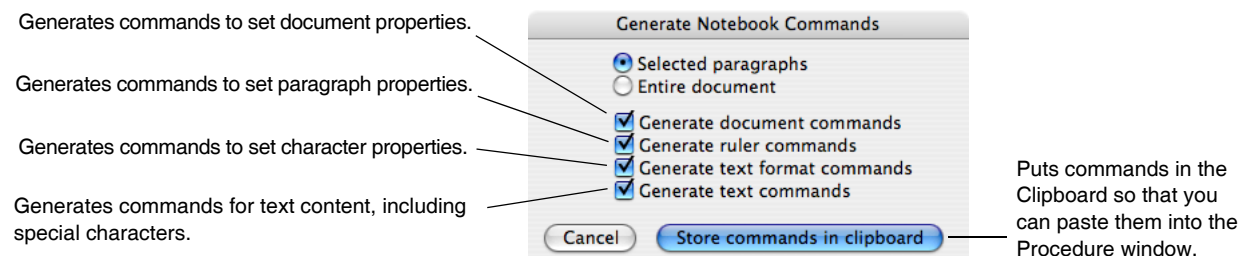 Generates commands to set document properties.
Generates commands to set paragraph properties.
Generates commands to set character properties.
Generates commands for text content, including
special characters.
Generate Notebook Commands
Selected paragraphs
Entire document
Generate document commands
Generate ruler commands
Generate text format commands
Generate text commands
Cancel
Store commands in clipboard
Puts commands in the
Clipboard so that you
can paste them into the
Procedure window.